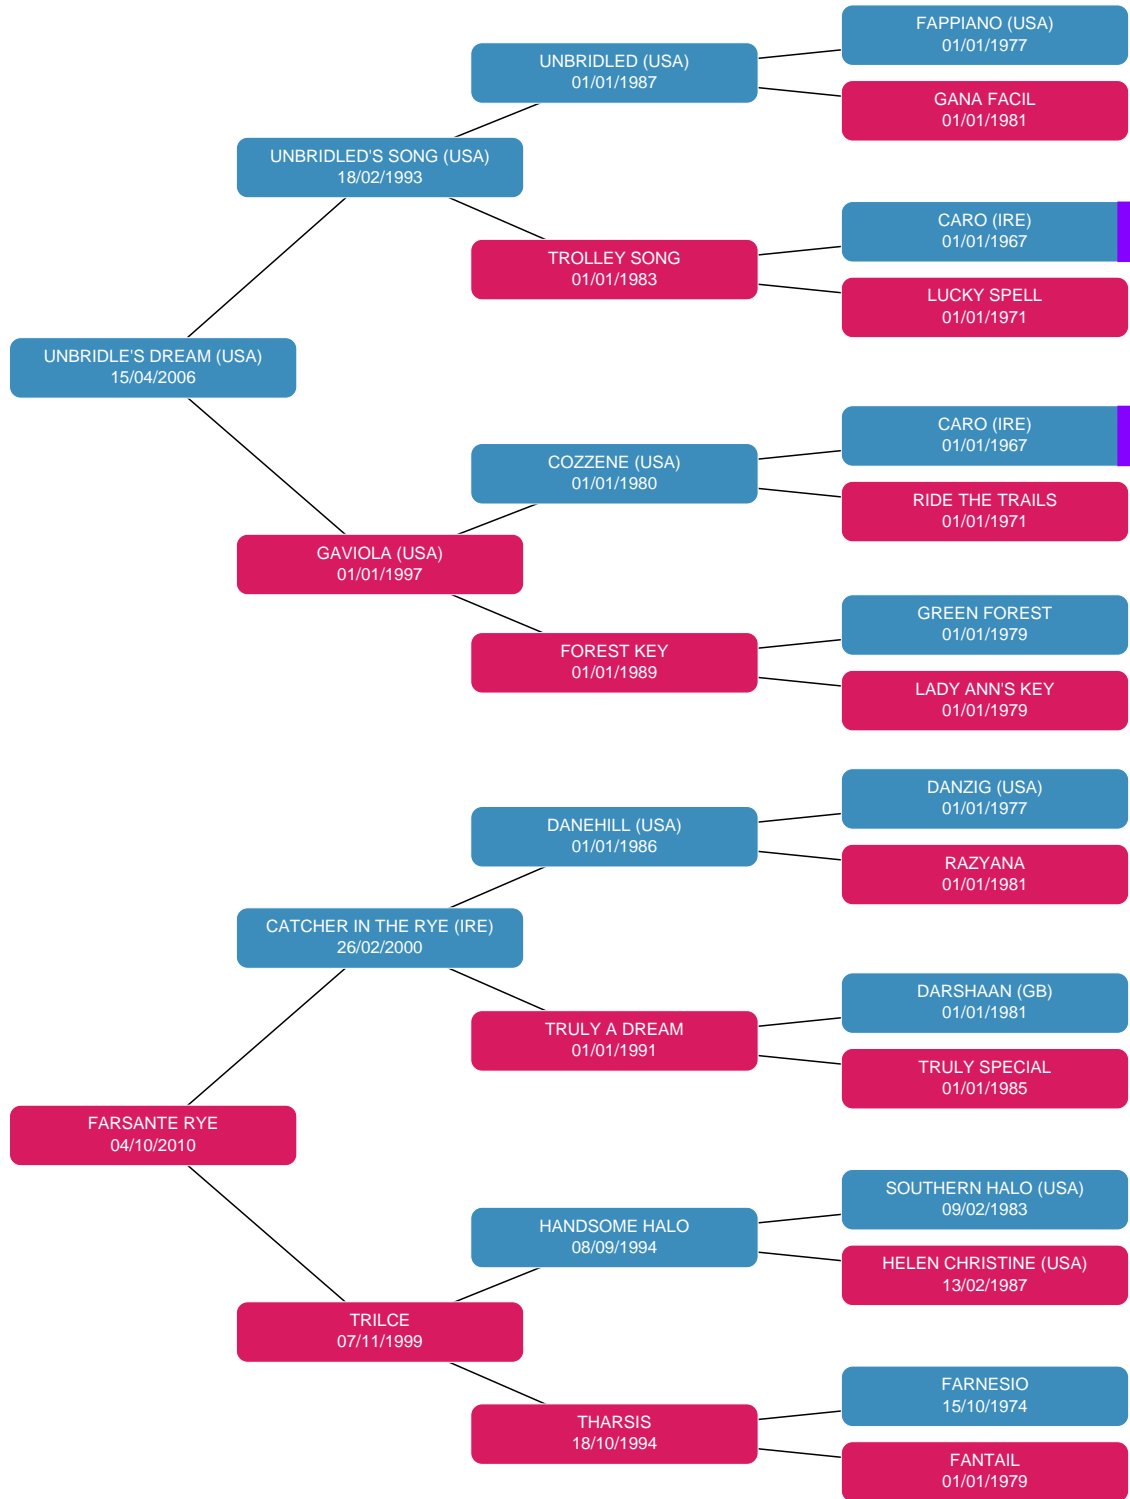 FAPPIANO (USA)
01/01/1977
UNBRIDLED (USA)
01/01/1987
GANA FACIL
01/01/1981
UNBRIDLED'S SONG (USA)
18/02/1993
CARO (IRE)
01/01/1967
TROLLEY SONG
01/01/1983
LUCKY SPELL
01/01/1971
UNBRIDLE'S DREAM (USA)
15/04/2006
CARO (IRE)
01/01/1967
COZZENE (USA)
01/01/1980
RIDE THE TRAILS
01/01/1971
GAVIOLA (USA)
01/01/1997
GREEN FOREST
01/01/1979
FOREST KEY
01/01/1989
LADY ANN'S KEY
01/01/1979
DANZIG (USA)
01/01/1977
DANEHILL (USA)
01/01/1986
RAZYANA
01/01/1981
CATCHER IN THE RYE (IRE)
26/02/2000
DARSHAAN (GB)
01/01/1981
TRULY A DREAM
01/01/1991
TRULY SPECIAL
01/01/1985
FARSANTE RYE
04/10/2010
SOUTHERN HALO (USA)
09/02/1983
HANDSOME HALO
08/09/1994
HELEN CHRISTINE (USA)
13/02/1987
TRILCE
07/11/1999
FARNESIO
15/10/1974
THARSIS
18/10/1994
FANTAIL
01/01/1979